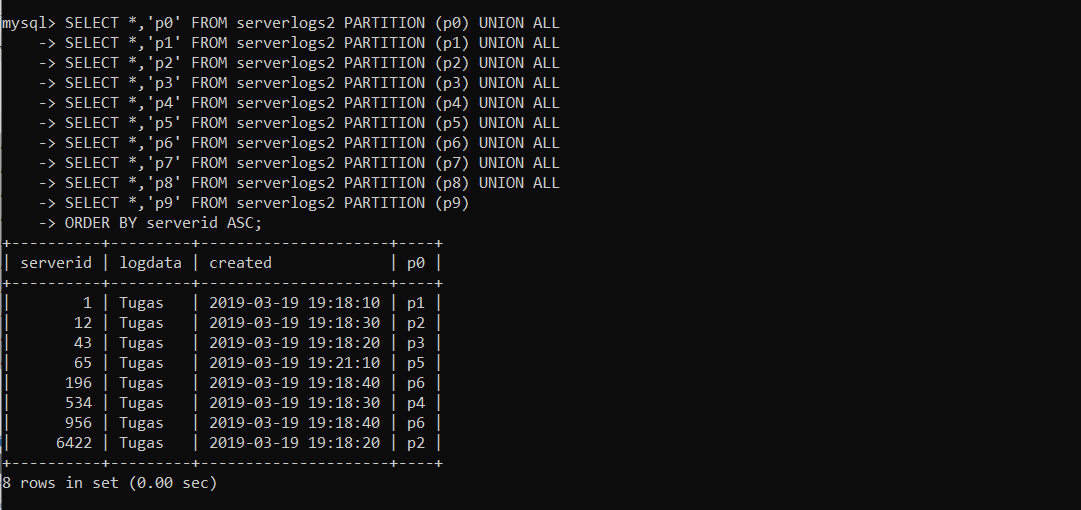 mysql> SELECT *,'p0' FROM serverlogs2 PARTITION (p0) UNION ALL
    -> SELECT *,'p1' FROM serverlogs2 PARTITION (p1) UNION ALL
    -> SELECT *,'p2' FROM serverlogs2 PARTITION (p2) UNION ALL
    -> SELECT *,'p3' FROM serverlogs2 PARTITION (p3) UNION ALL
    -> SELECT *,'p4' FROM serverlogs2 PARTITION (p4) UNION ALL
    -> SELECT *,'p5' FROM serverlogs2 PARTITION (p5) UNION ALL
    -> SELECT *,'p6' FROM serverlogs2 PARTITION (p6) UNION ALL
    -> SELECT *,'p7' FROM serverlogs2 PARTITION (p7) UNION ALL
    -> SELECT *,'p8' FROM serverlogs2 PARTITION (p8) UNION ALL
    -> SELECT *,'p9' FROM serverlogs2 PARTITION (p9)
    -> ORDER BY serverid ASC;
+----------+---------+---------------------+----+
| serverid | logdata | created             | p0 |
+----------+---------+---------------------+----+
|        1 | Tugas   | 2019-03-19 19:18:10 | p1 |
|       12 | Tugas   | 2019-03-19 19:18:30 | p2 |
|       43 | Tugas   | 2019-03-19 19:18:20 | p3 |
|       65 | Tugas   | 2019-03-19 19:21:10 | p5 |
|      196 | Tugas   | 2019-03-19 19:18:40 | p6 |
|      534 | Tugas   | 2019-03-19 19:18:30 | p4 |
|      956 | Tugas   | 2019-03-19 19:18:40 | p6 |
|     6422 | Tugas   | 2019-03-19 19:18:20 | p2 |
+----------+---------+---------------------+----+
8 rows in set (0.00 sec)